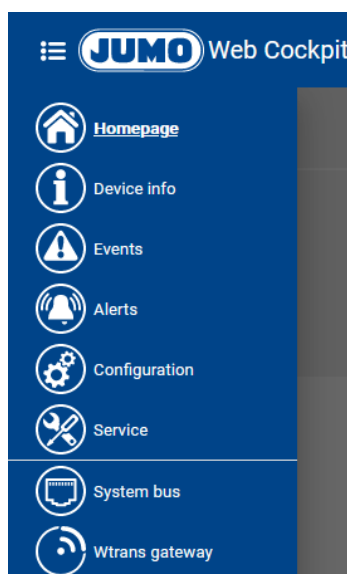 JUMO Web Cockpit
Homepage
Device info
Events
Alerts
Configuration
Service
System bus
Wtrans gateway